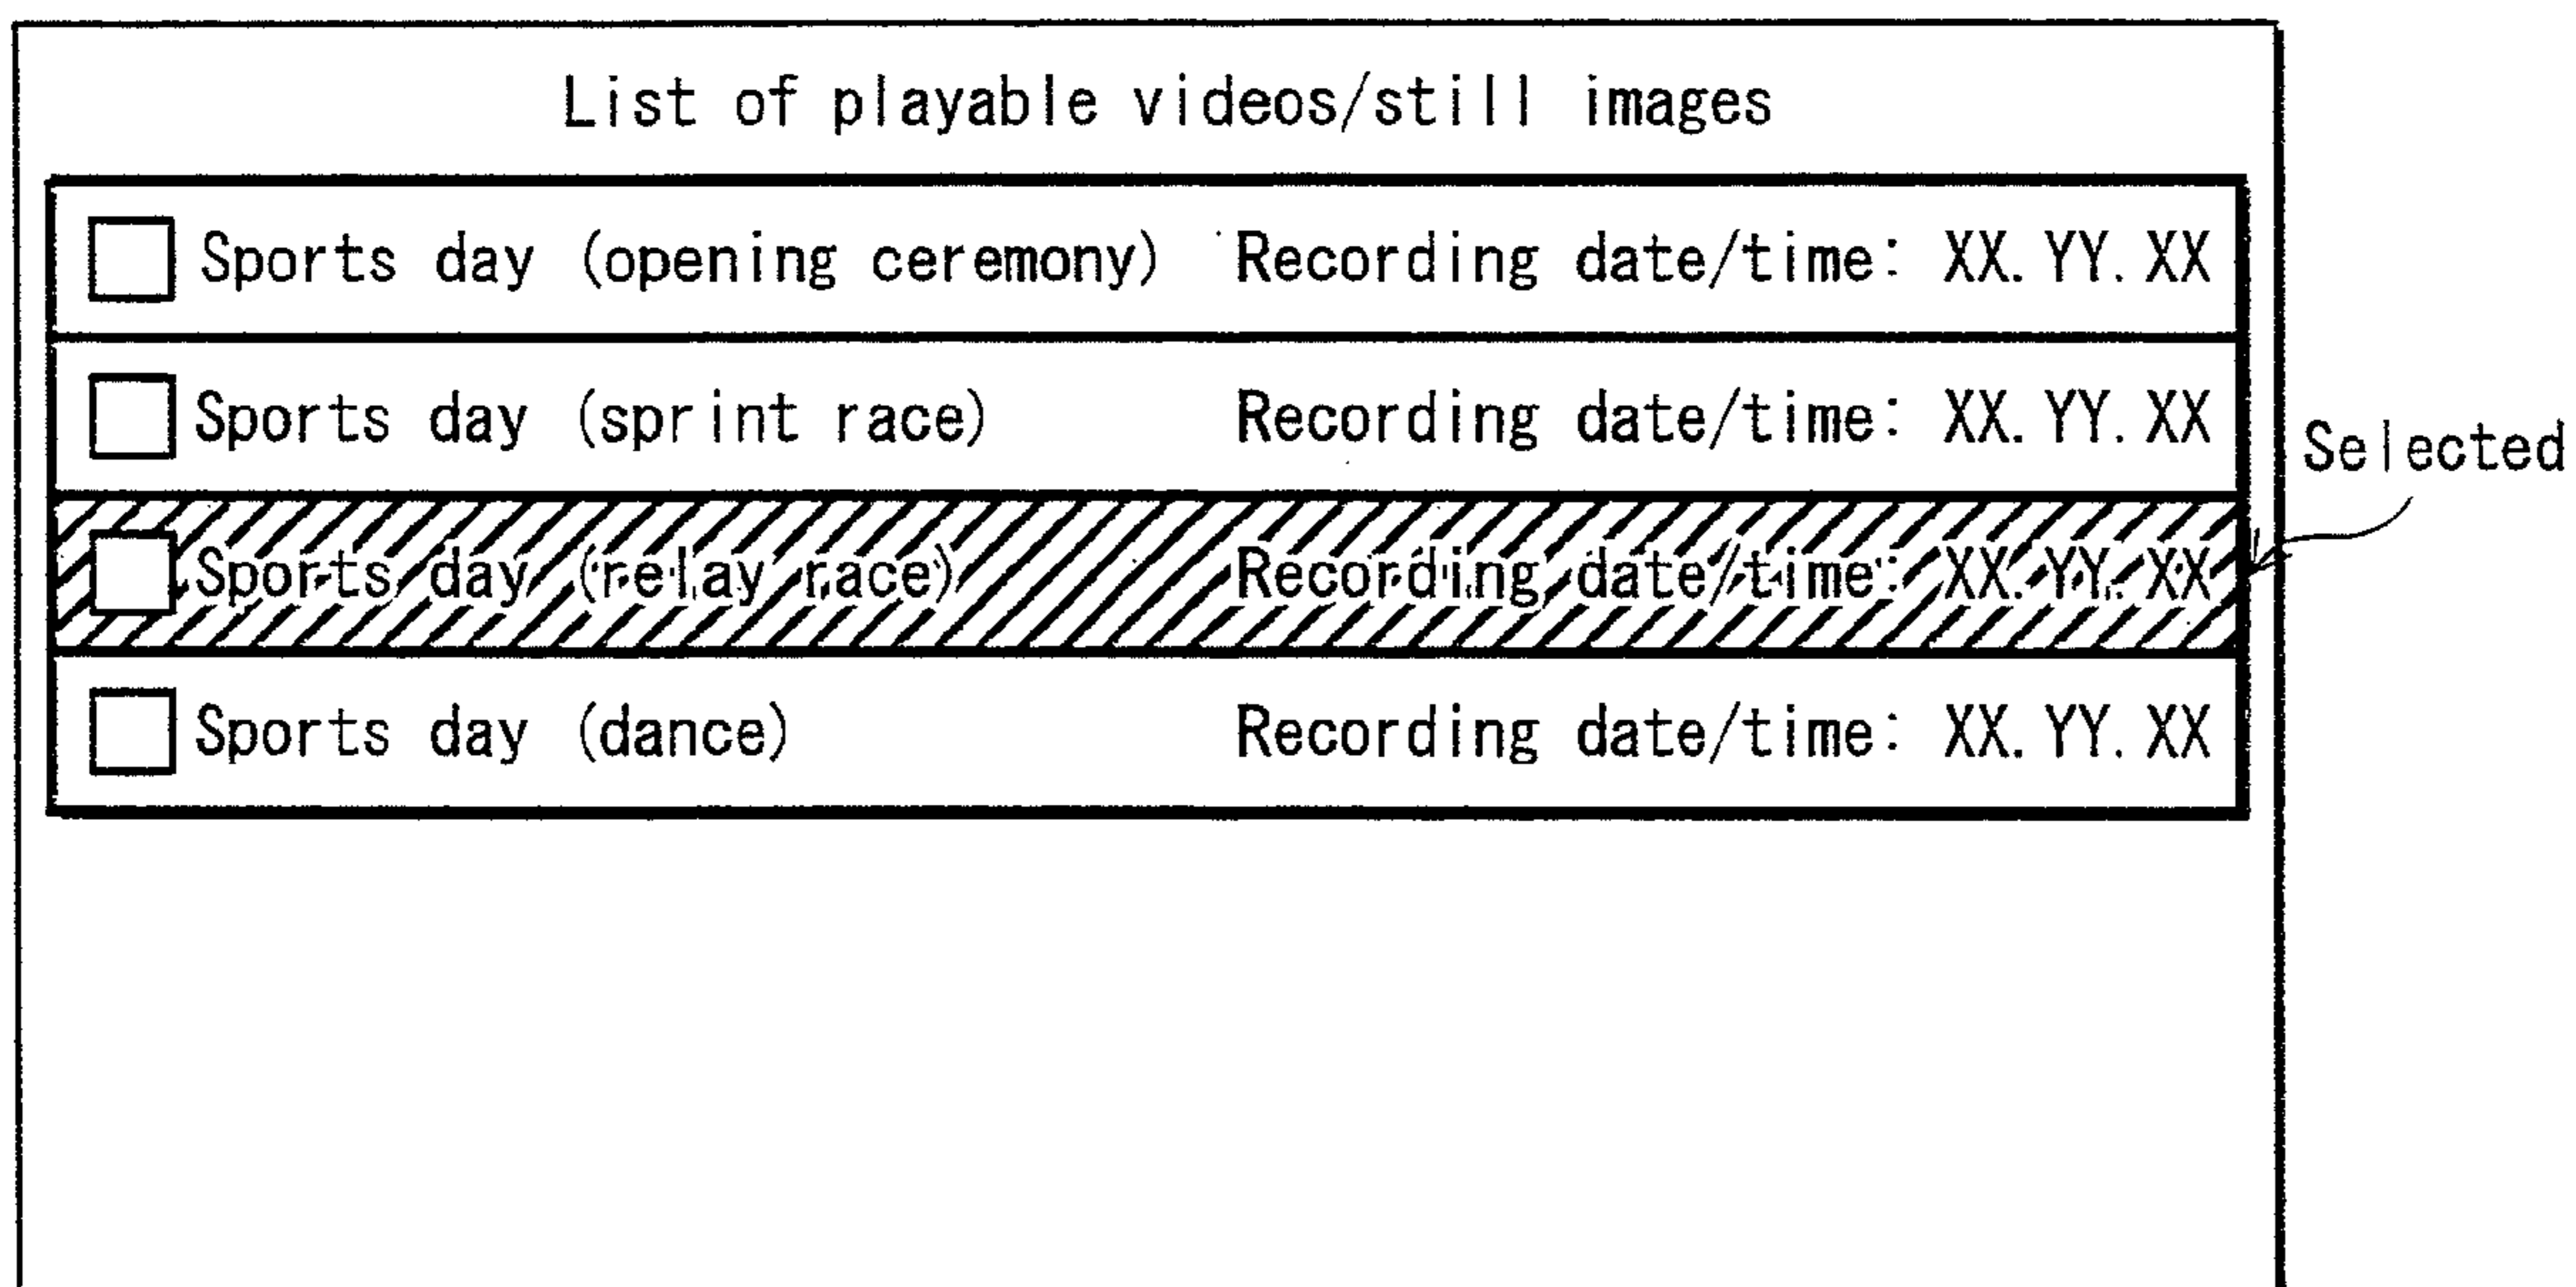 List of playable videos/still images
Sports day (opening ceremony) Recording date/time: XX.YY.XX
Sports day (sprint race) Recording date/time: XX.YY.XX
Selected
Sports day (relay race) Recording date/time: XX.YY.XX
Sports day (dance) Recording date/time: XX.YY.XX